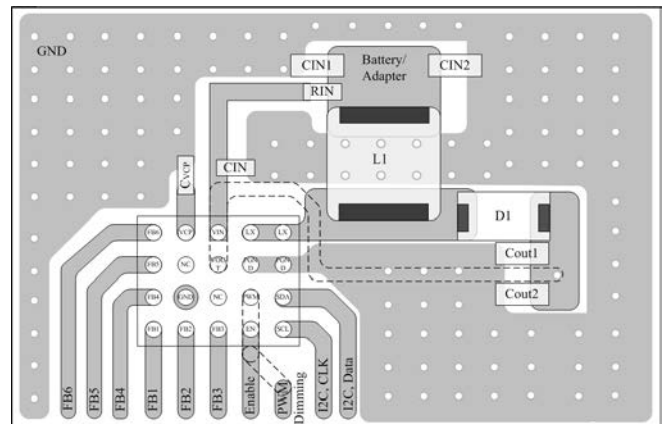 GND
CIN1
Battery/
Adapter
CIN2
RIN
L1
CVCP
CIN
D1
Cout1
Cout2
FB6
VCP
VIN
LX
LX
FB5
NC
VOU
T
PGN
D
PGN
D
FB4
GND
NC
PWM
SDA
FB1
FB2
FB3
EN
SCL
FB6
FB5
FB4
FB1
FB2
FB3
Enable
PWM
Dimming
I2C, CLK
I2C, Data